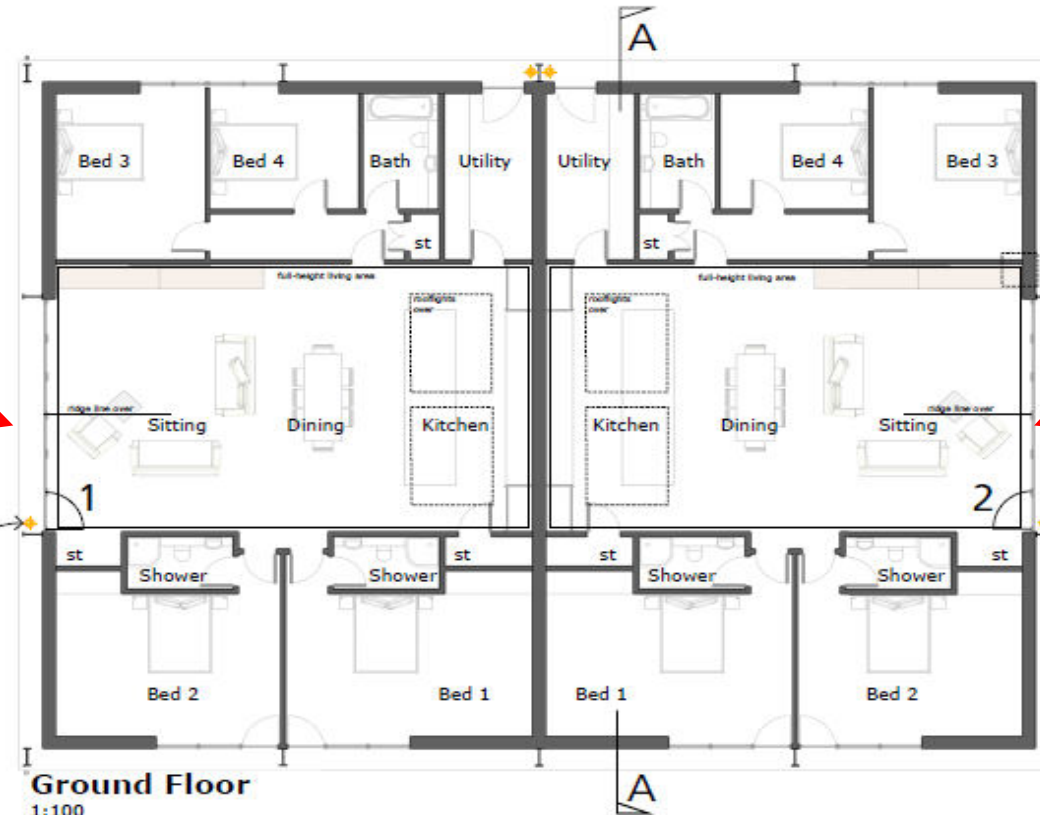 A
Bed 3
Bed 4
Bath
Utility
Utility
Bath
Bed 4
Bed 3
st
st
full-height living area
full-height living area
rooflights
over
rooflights
over
ridge line over
ridge line over
Sitting
Dining
Kitchen
Kitchen
Dining
Sitting
1
2
st
st
st
st
Shower
Shower
Shower
Shower
Bed 2
Bed 1
Bed 1
Bed 2
Ground Floor
1:100
A